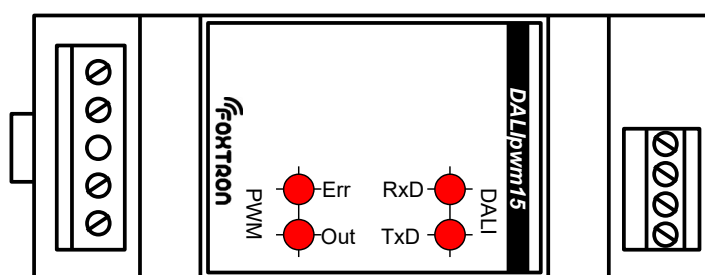 FOXTRON
DALIpwm15
PWM
Err
RxD
DALI
Out
TxD